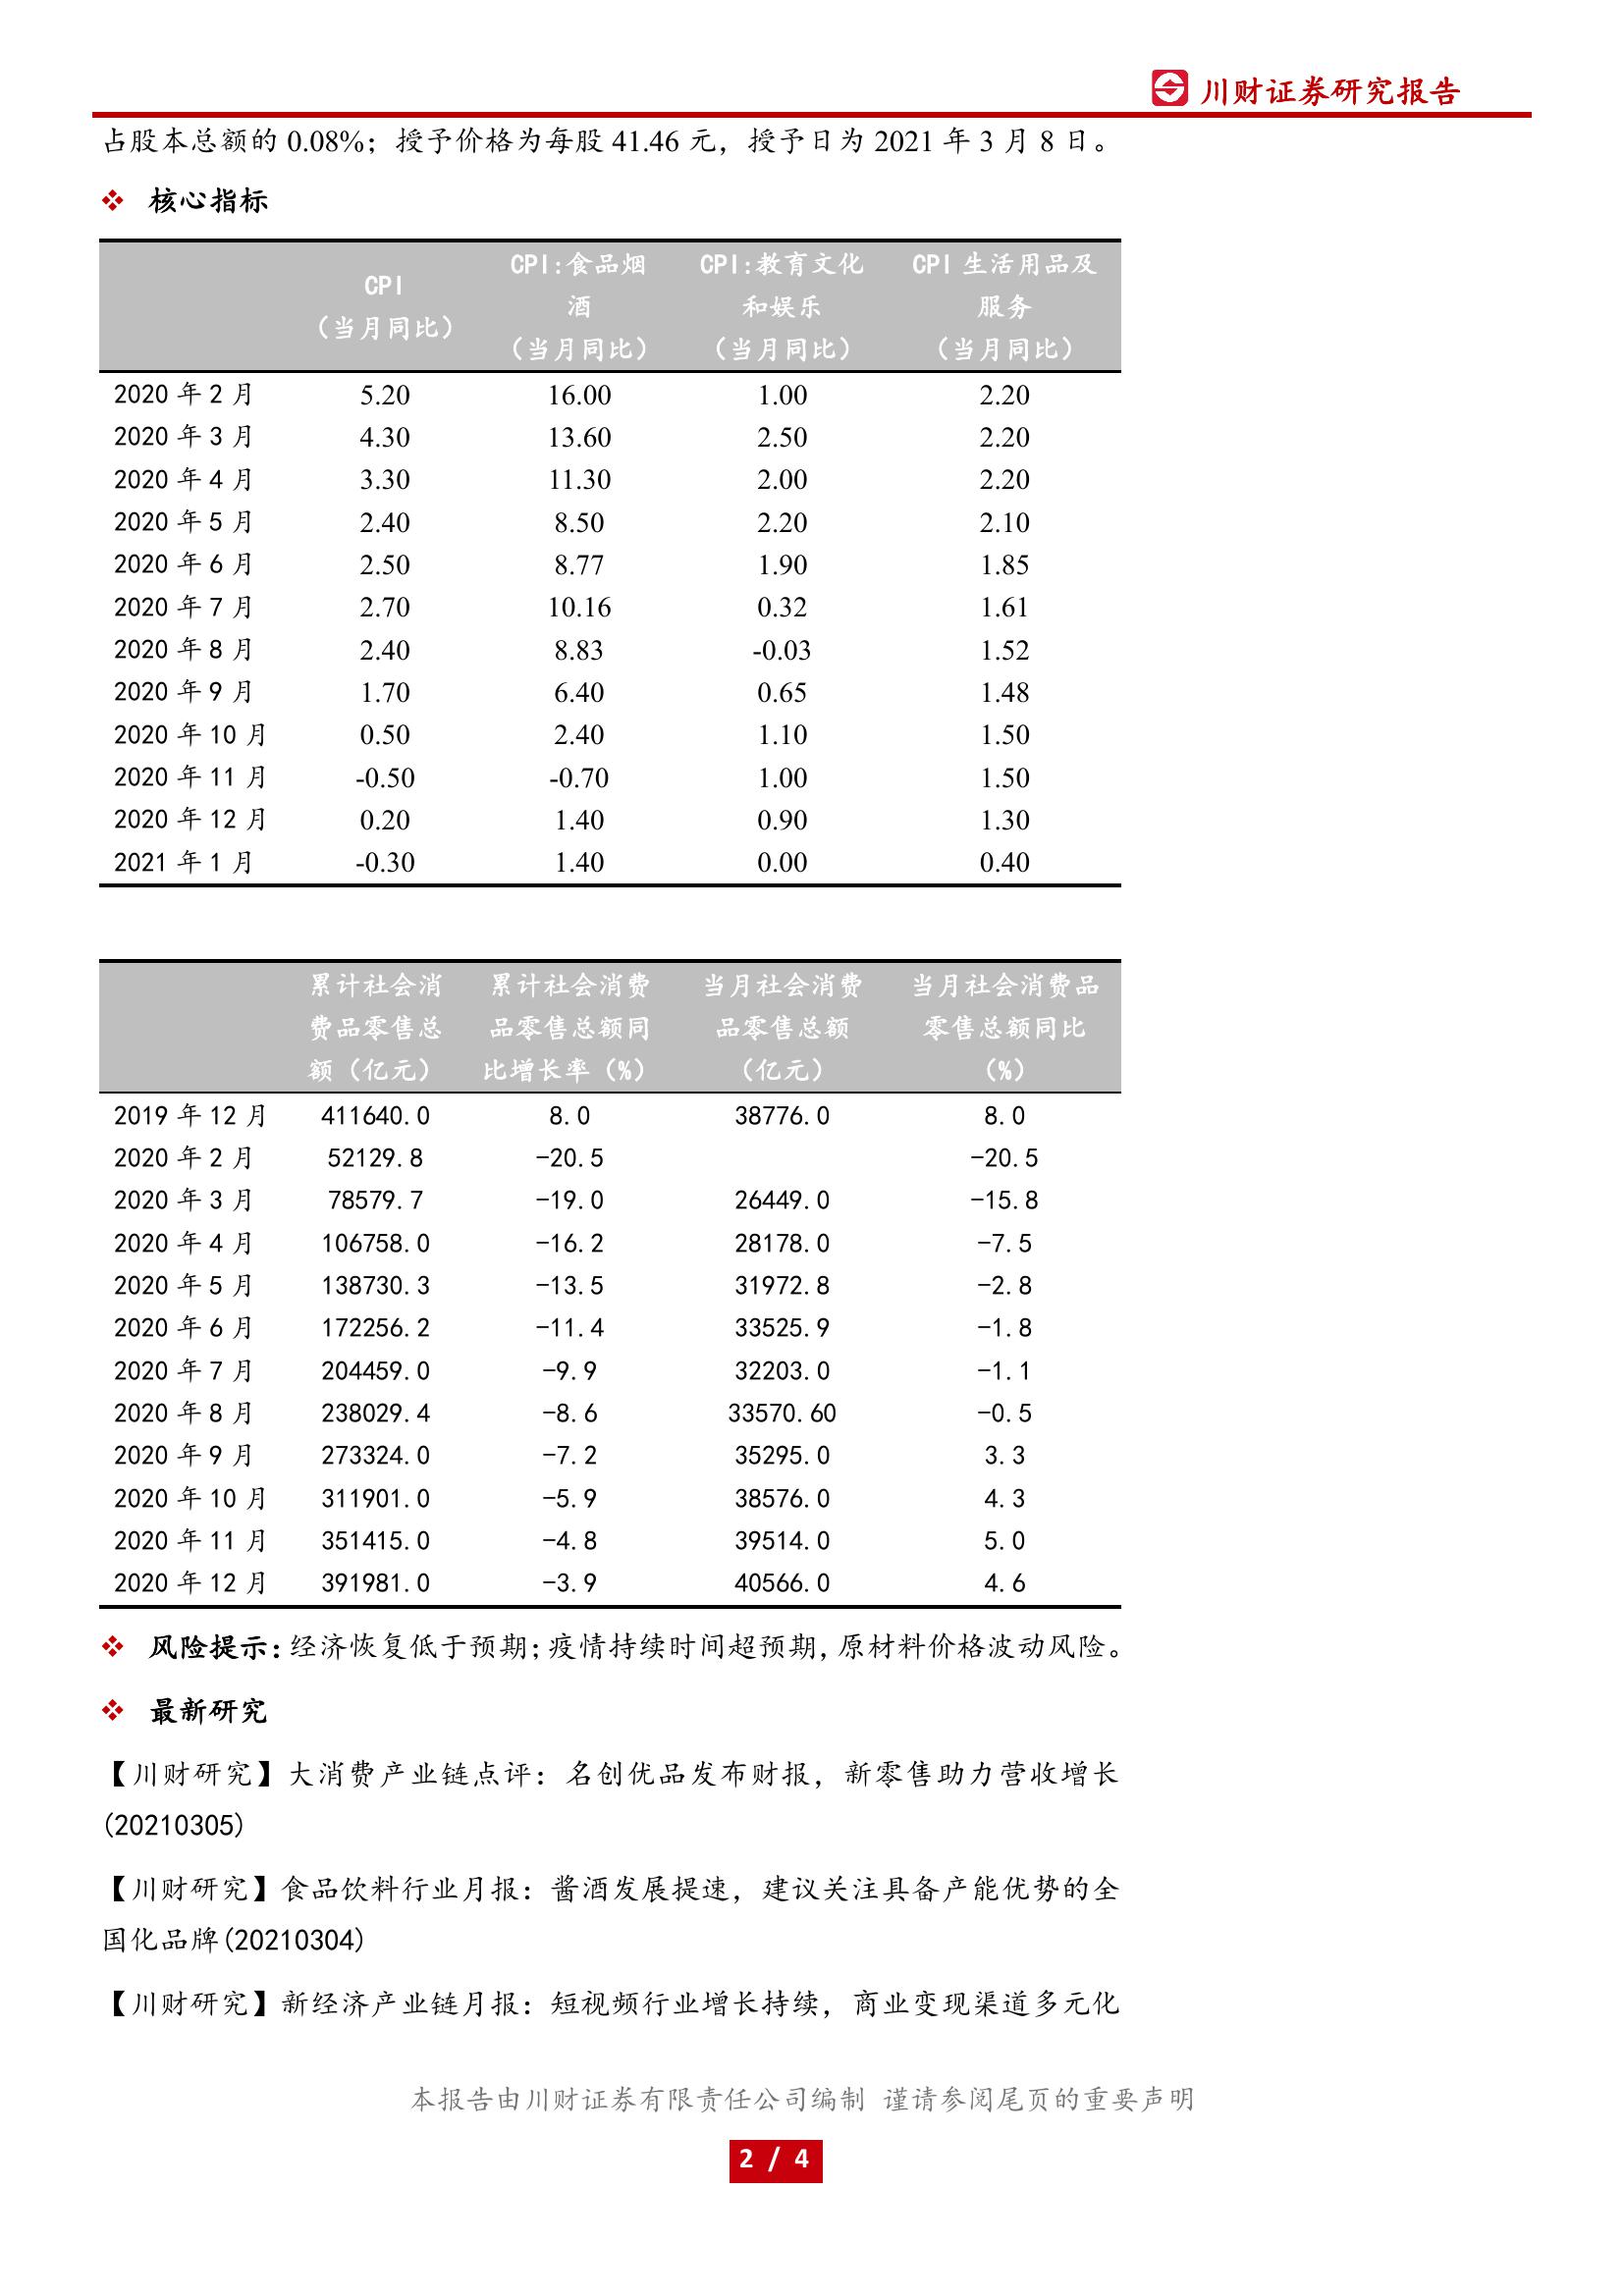 川财证券研究报告
占股本总额的 0.08%；授予价格为每股 41.46 元，授予日为 2021 年 3 月 8 日。
❖ 核心指标
CPI（当月同比） CPI:食品烟酒（当月同比） CPI:教育文化和娱乐（当月同比） CPI 生活用品及服务（当月同比）
2020 年 2 月 5.20 16.00 1.00 2.20
2020 年 3 月 4.30 13.60 2.50 2.20
2020 年 4 月 3.30 11.30 2.00 2.20
2020 年 5 月 2.40 8.50 2.20 2.10
2020 年 6 月 2.50 8.77 1.90 1.85
2020 年 7 月 2.70 10.16 0.32 1.61
2020 年 8 月 2.40 8.83 -0.03 1.52
2020 年 9 月 1.70 6.40 0.65 1.48
2020 年 10 月 0.50 2.40 1.10 1.50
2020 年 11 月 -0.50 -0.70 1.00 1.50
2020 年 12 月 0.20 1.40 0.90 1.30
2021 年 1 月 -0.30 1.40 0.00 0.40
累计社会消费品零售总额（亿元） 累计社会消费品零售总额同比增长率（%） 当月社会消费品零售总额（亿元） 当月社会消费品零售总额同比（%）
2019 年 12 月 411640.0 8.0 38776.0 8.0
2020 年 2 月 52129.8 -20.5 -20.5
2020 年 3 月 78579.7 -19.0 26449.0 -15.8
2020 年 4 月 106758.0 -16.2 28178.0 -7.5
2020 年 5 月 138730.3 -13.5 31972.8 -2.8
2020 年 6 月 172256.2 -11.4 33525.9 -1.8
2020 年 7 月 204459.0 -9.9 32203.0 -1.1
2020 年 8 月 238029.4 -8.6 33570.60 -0.5
2020 年 9 月 273324.0 -7.2 35295.0 3.3
2020 年 10 月 311901.0 -5.9 38576.0 4.3
2020 年 11 月 351415.0 -4.8 39514.0 5.0
2020 年 12 月 391981.0 -3.9 40566.0 4.6
❖ 风险提示：经济恢复低于预期；疫情持续时间超预期，原材料价格波动风险。
❖ 最新研究
【川财研究】大消费产业链点评：名创优品发布财报，新零售助力营收增长
(20210305)
【川财研究】食品饮料行业月报：酱酒发展提速，建议关注具备产能优势的全
国化品牌(20210304)
【川财研究】新经济产业链月报：短视频行业增长持续，商业变现渠道多元化
本报告由川财证券有限责任公司编制 谨请参阅尾页的重要声明
2 / 4